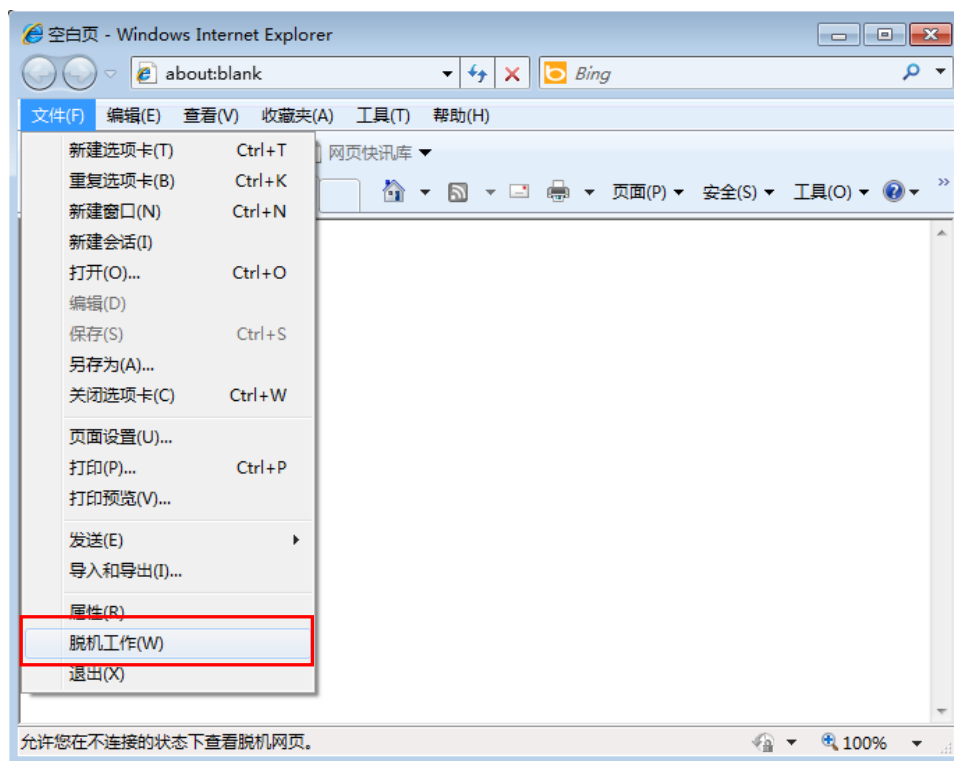 空白页 - Windows Internet Explorer
about:blank
Bing
文件(F) 编辑(E) 查看(V) 收藏夹(A) 工具(T) 帮助(H)
新建选项卡(T) Ctrl+T
网页快讯库
重复选项卡(B) Ctrl+K
页面(P) 安全(S) 工具(O)
新建窗口(N) Ctrl+N
新建会话(I)
打开(O)... Ctrl+O
编辑(D)
保存(S) Ctrl+S
另存为(A)...
关闭选项卡(C) Ctrl+W
页面设置(U)...
打印(P)... Ctrl+P
打印预览(V)...
发送(E)
导入和导出(I)...
属性(R)
脱机工作(W)
退出(X)
允许您在不连接的状态下查看脱机网页。
100%